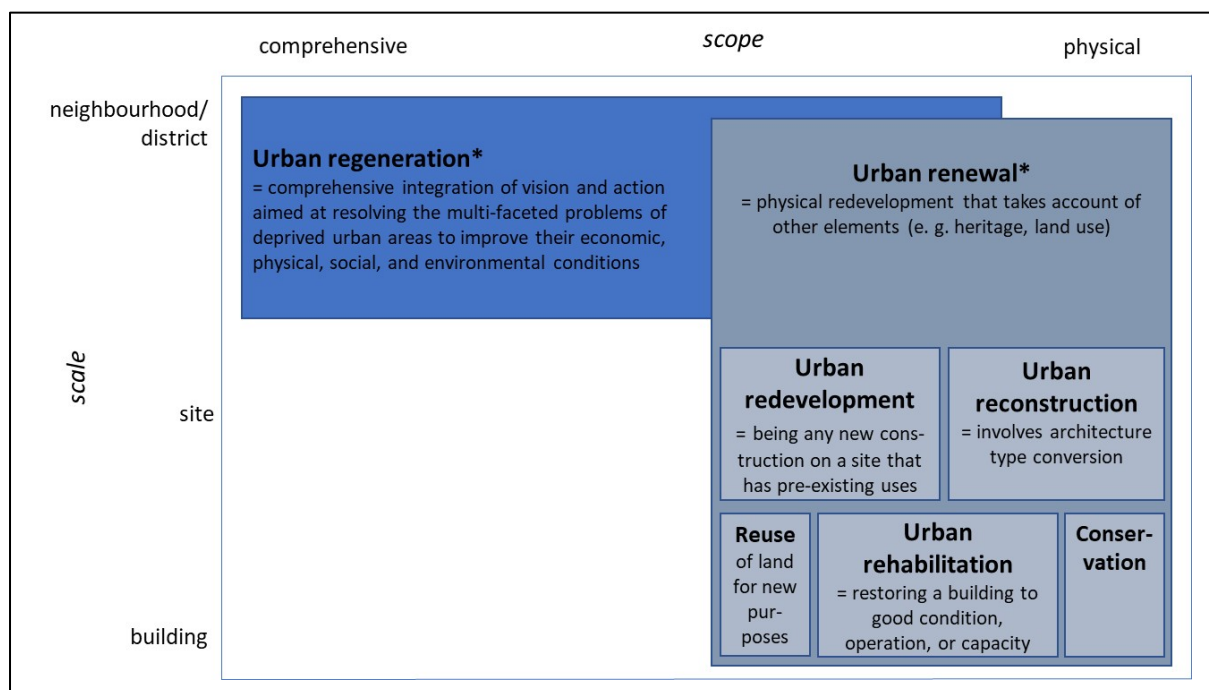 comprehensive
scope
physical
neighbourhood/
district
Urban regeneration*
= comprehensive integration of vision and action
aimed at resolving the multi-faceted problems of
deprived urban areas to improve their economic,
physical, social, and environmental conditions
Urban renewal*
= physical redevelopment that takes account of
other elements (e. g. heritage, land use)
scale
site
Urban
redevelopment
= being any new cons-
truction on a site that
has pre-existing uses
Urban
reconstruction
= involves architecture
type conversion
building
Reuse
of land
for new
pur-
poses
Urban
rehabilitation
= restoring a building to
good condition,
operation, or capacity
Conser-
vation